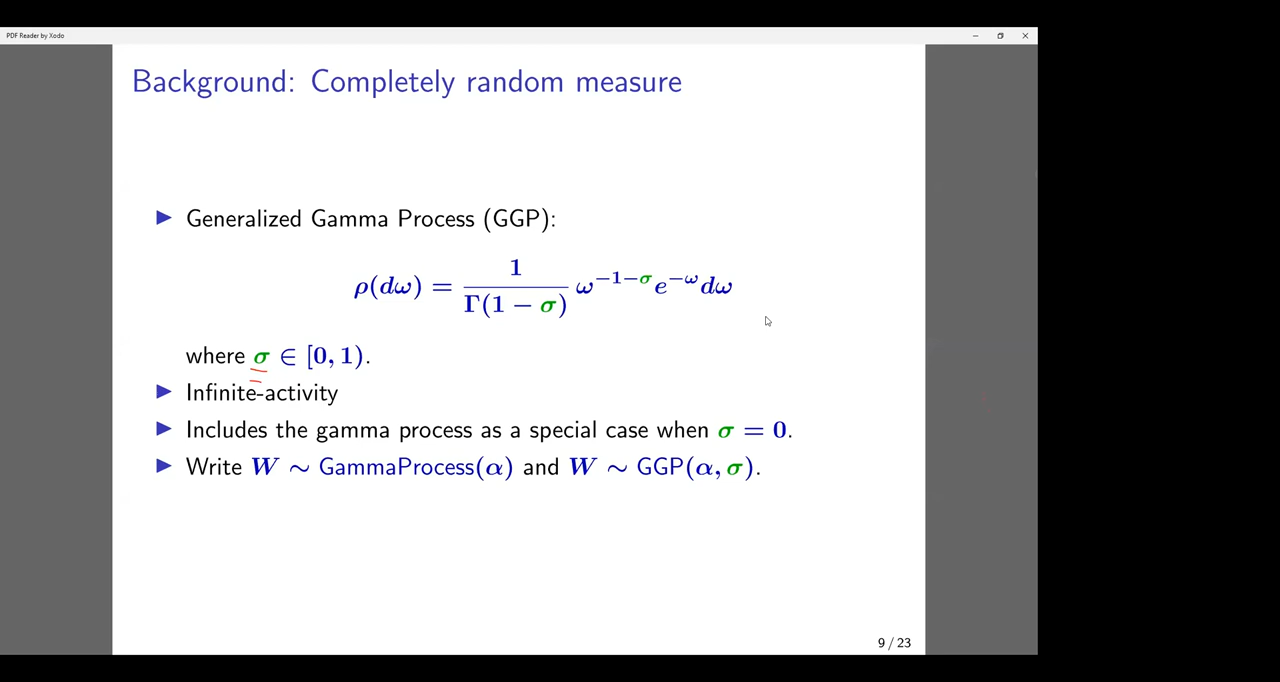 PDF Reader by Xodo
Background: Completely random measure
▶ Generalized Gamma Process (GGP):
ρ(dω) = 1/Γ(1 − σ) ω^{−1−σ} e^{−ω} dω
where σ ∈ [0, 1).
▶ Infinite-activity
▶ Includes the gamma process as a special case when σ = 0.
▶ Write W ∼ GammaProcess(α) and W ∼ GGP(α, σ).
9 / 23